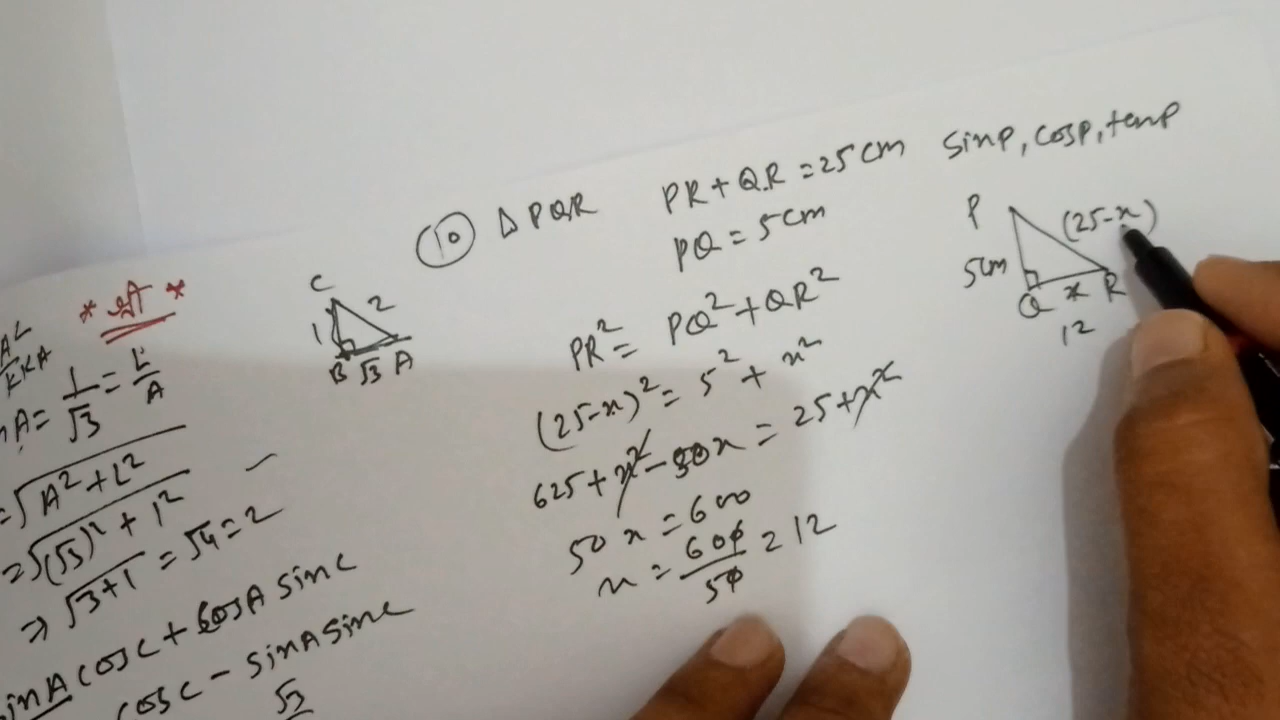 * श्री *
A = 1/√3 = L/A
= √A² + L²
= √(√3)² + 1²
⇒ √3+1 = √4 = 2
sinA cosC + cosA sinC
cosC - sinA sinC
√3
C
1 2
B √3 A
(10) Δ PQR PR + QR = 25 cm sinP, cosP, tanP
PQ = 5 cm
PR² = PQ² + QR²
(25-x)² = 5² + x²
625 + x² - 50x = 25 + x²
50 x = 600
x = 600/50 = 12
P
(25-x)
5cm
Q x R
12